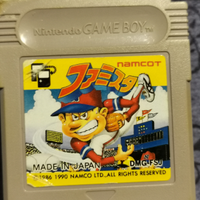 Nintendo GAME BOY™
namcot
ファミスタ
MADE IN JAPAN DMG-FSJ
©1986 1990 NAMCO LTD., ALL RIGHTS RESERVED